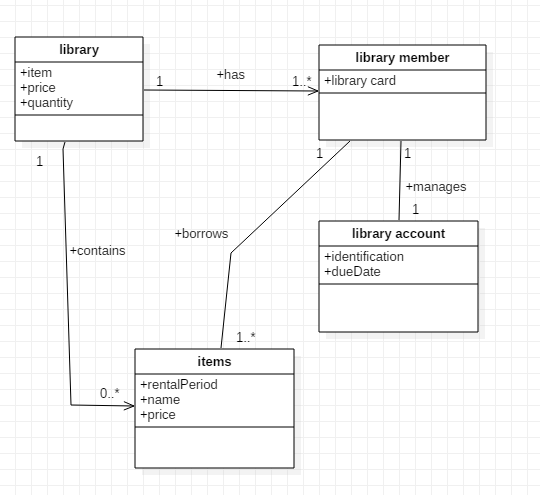 library
+item
+price
+quantity
1
+has
1..*
library member
+library card
1
+contains
0..*
1
+borrows
1..*
1
+manages
1
library account
+identification
+dueDate
items
+rentalPeriod
+name
+price